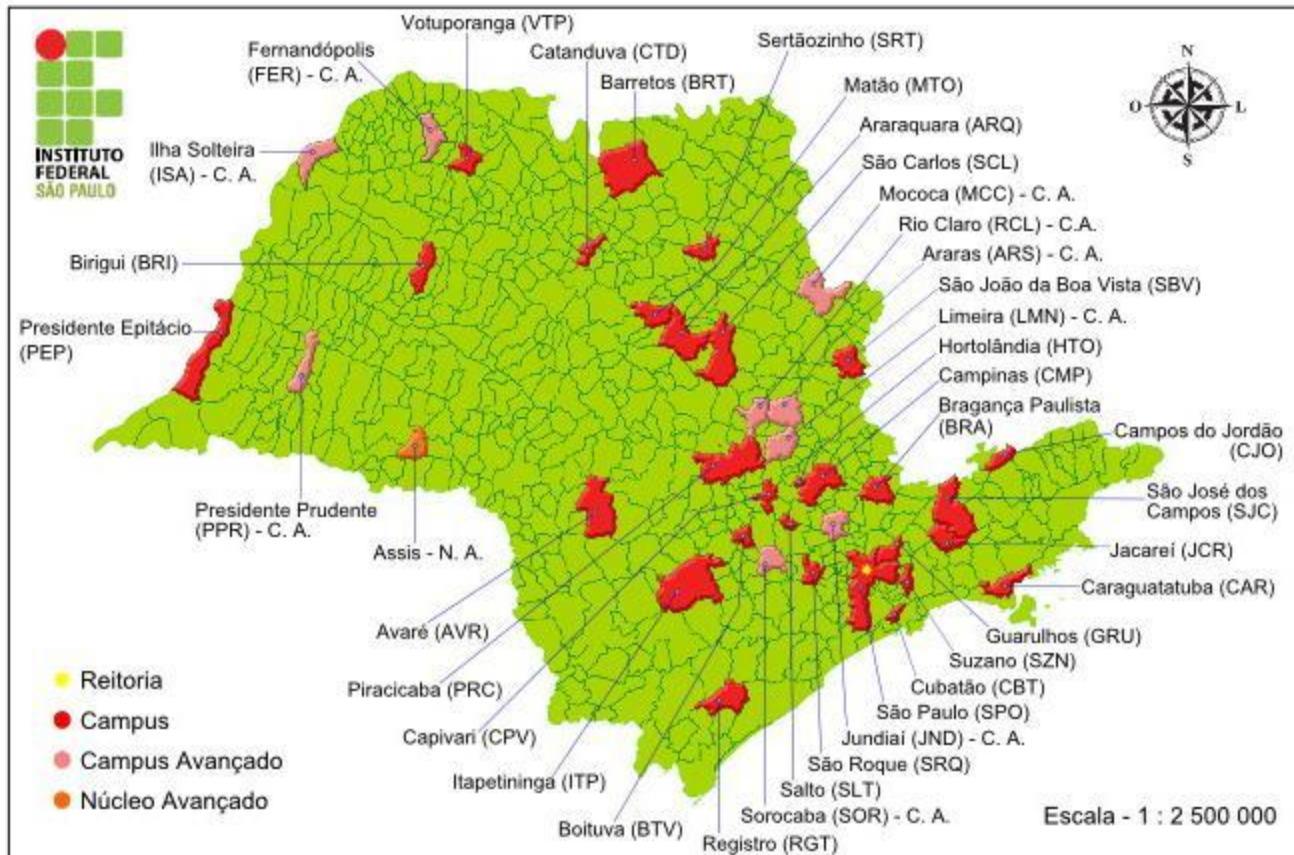 INSTITUTO
FEDERAL
SÃO PAULO
Votuporanga (VTP)
Fernandópolis
(FER) - C. A.
Catanduva (CTD)
Barretos (BRT)
Sertãozinho (SRT)
Matão (MTO)
Araraquara (ARQ)
São Carlos (SCL)
Mococa (MCC) - C. A.
Rio Claro (RCL) - C.A.
Araras (ARS) - C. A.
São João da Boa Vista (SBV)
Limeira (LMN) - C. A.
Hortolândia (HTO)
Campinas (CMP)
Bragança Paulista
(BRA)
Campos do Jordão
(CJO)
São José dos
Campos (SJC)
Jacareí (JCR)
Caraguatatuba (CAR)
Guarulhos (GRU)
Suzano (SZN)
Cubatão (CBT)
São Paulo (SPO)
Jundiaí (JND) - C. A.
São Roque (SRQ)
Salto (SLT)
Sorocaba (SOR) - C. A.
Registro (RGT)
Boituva (BTV)
Itapetininga (ITP)
Capivari (CPV)
Piracicaba (PRC)
Avaré (AVR)
Assis - N. A.
Presidente Prudente
(PPR) - C. A.
Presidente Epitácio
(PEP)
Birigui (BRI)
Ilha Solteira
(ISA) - C. A.
N
O
L
S
Reitoria
Campus
Campus Avançado
Núcleo Avançado
Escala - 1 : 2 500 000